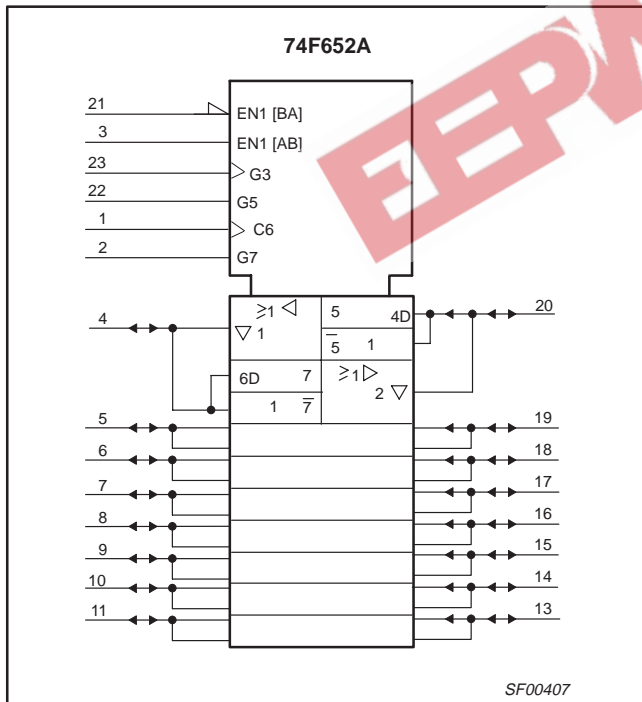 74F652A
EEPW
21 EN1 [BA]
3 EN1 [AB]
23 G3
22 G5
1 C6
2 G7
4 ≥1 5 4D 20
1 5̅ 1
6D 7 ≥1
1 7̅ 2
5 19
6 18
7 17
8 16
9 15
10 14
11 13
SF00407